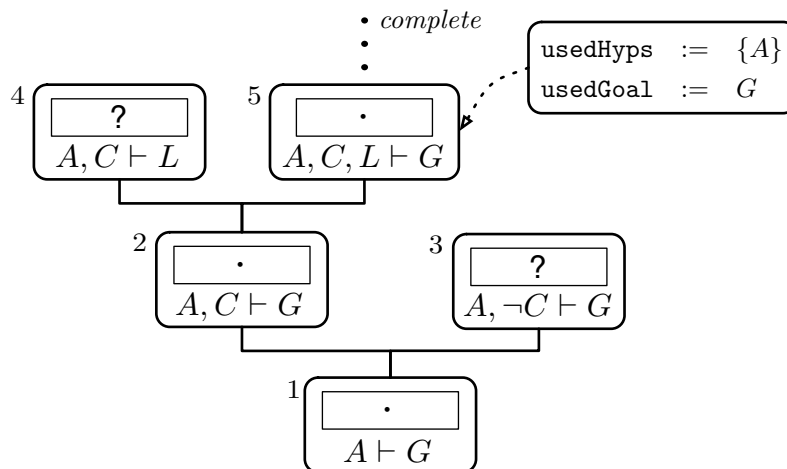 complete
usedHyps := {A}
usedGoal := G
4
?
A, C ⊢ L
5
·
A, C, L ⊢ G
2
·
A, C ⊢ G
3
?
A, ¬C ⊢ G
1
·
A ⊢ G